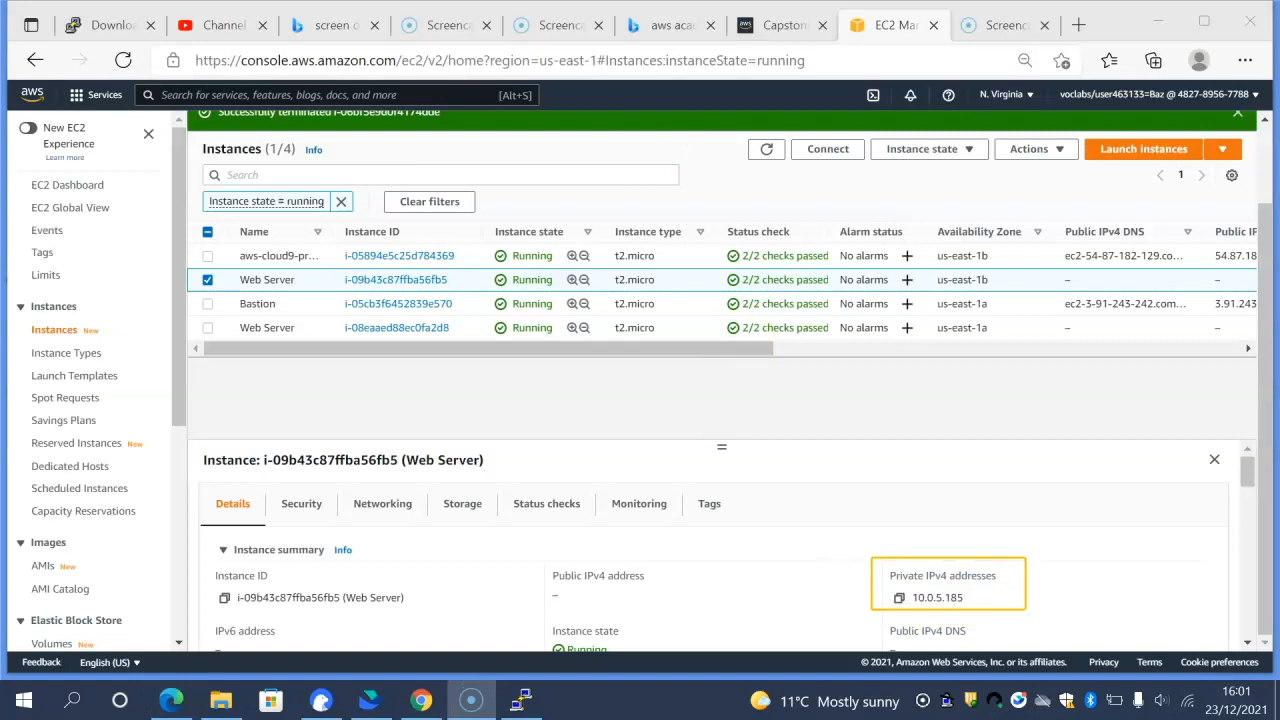 Downloa
Channel
screen o
Screenc
Screenc
aws aca
Capston
EC2 Mar
Screenc
https://console.aws.amazon.com/ec2/v2/home?region=us-east-1#Instances:instanceState=running
aws Services Search for services, features, blogs, docs, and more [Alt+S] N. Virginia voclabs/user463133=Baz @ 4827-8956-7788
New EC2 Experience
Learn more
EC2 Dashboard
EC2 Global View
Events
Tags
Limits
Instances
Instances New
Instance Types
Launch Templates
Spot Requests
Savings Plans
Reserved Instances New
Dedicated Hosts
Scheduled Instances
Capacity Reservations
Images
AMIs New
AMI Catalog
Elastic Block Store
Volumes New
Successfully terminated
Instances (1/4) Info
Connect Instance state Actions Launch instances
Search
1
Instance state = running Clear filters
Name Instance ID Instance state Instance type Status check Alarm status Availability Zone Public IPv4 DNS Public IP
aws-cloud9-pr... i-05894e5c25d784369 Running t2.micro 2/2 checks passed No alarms us-east-1b ec2-54-87-182-129.co... 54.87.18
Web Server i-09b43c87ffba56fb5 Running t2.micro 2/2 checks passed No alarms us-east-1b – –
Bastion i-05cb3f6452839e570 Running t2.micro 2/2 checks passed No alarms us-east-1a ec2-3-91-243-242.com... 3.91.243
Web Server i-08eaaed88ec0fa2d8 Running t2.micro 2/2 checks passed No alarms us-east-1a – –
Instance: i-09b43c87ffba56fb5 (Web Server)
Details Security Networking Storage Status checks Monitoring Tags
Instance summary Info
Instance ID
i-09b43c87ffba56fb5 (Web Server)
Public IPv4 address
–
Private IPv4 addresses
10.0.5.185
IPv6 address
Instance state
Running
Public IPv4 DNS
Feedback English (US) © 2021, Amazon Web Services, Inc. or its affiliates. Privacy Terms Cookie preferences
11°C Mostly sunny
16:01
23/12/2021